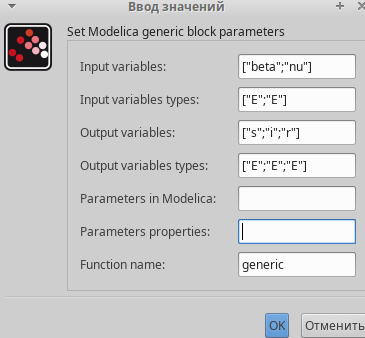 Ввод значений
Set Modelica generic block parameters
Input variables: ["beta";"nu"]
Input variables types: ["E";"E"]
Output variables: ["s";"i";"r"]
Output variables types: ["E";"E";"E"]
Parameters in Modelica:
Parameters properties:
Function name: generic
OK Отменить